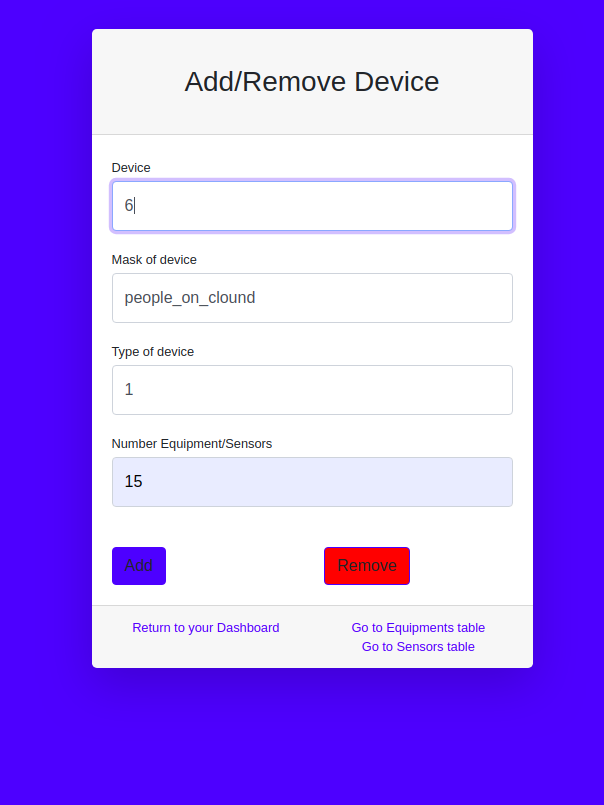 Add/Remove Device
Device
6
Mask of device
people_on_clound
Type of device
1
Number Equipment/Sensors
15
Add
Remove
Return to your Dashboard
Go to Equipments table
Go to Sensors table